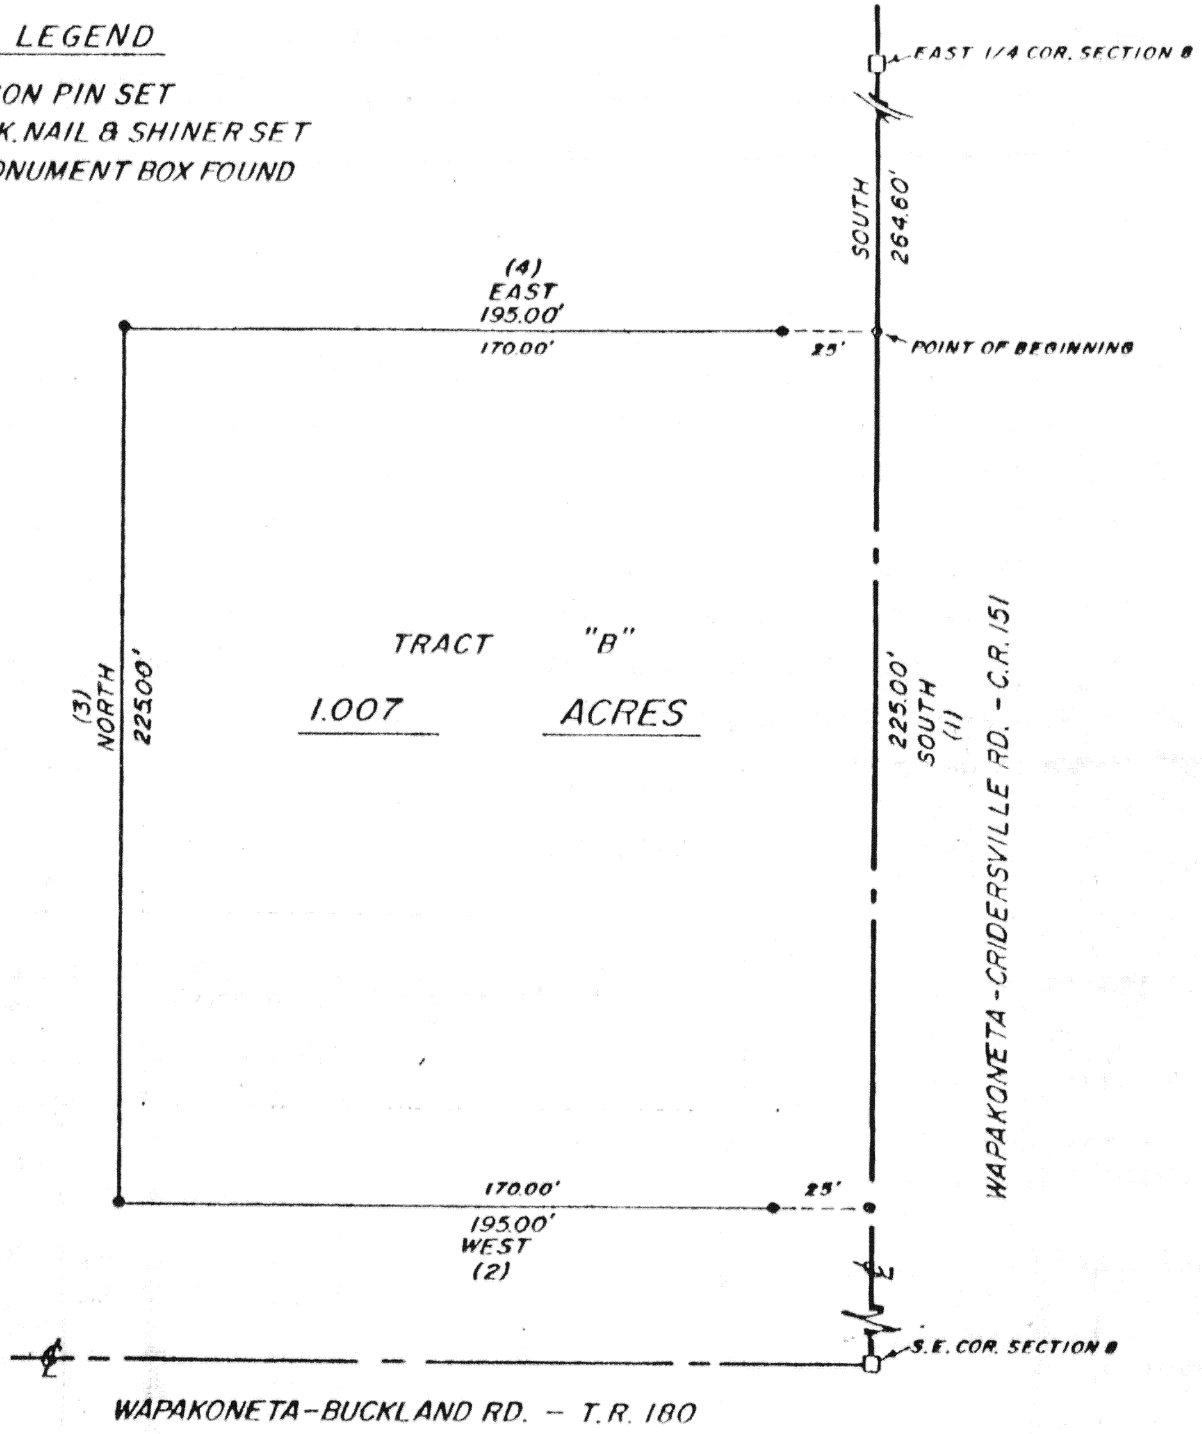 LEGEND
ON PIN SET
K. NAIL & SHINER SET
ONUMENT BOX FOUND
EAST 1/4 COR. SECTION 8
SOUTH
264.60'
(4)
EAST
195.00'
170.00'
25'
POINT OF BEGINNING
TRACT "B"
1.007 ACRES
(3)
NORTH
225.00'
225.00'
SOUTH
(1)
WAPAKONETA-CRIDERSVILLE RD. - C.R. 151
170.00'
25'
195.00'
WEST
(2)
S.E. COR. SECTION 8
WAPAKONETA-BUCKLAND RD. - T.R. 180